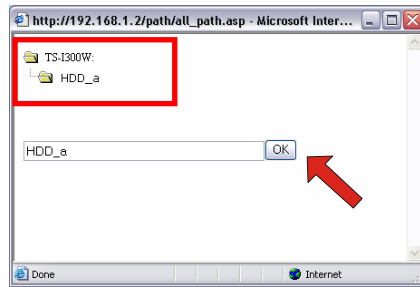 http://192.168.1.2/path/all_path.asp - Microsoft Inter...
TS-I300W:
HDD_a
HDD_a OK
Done Internet